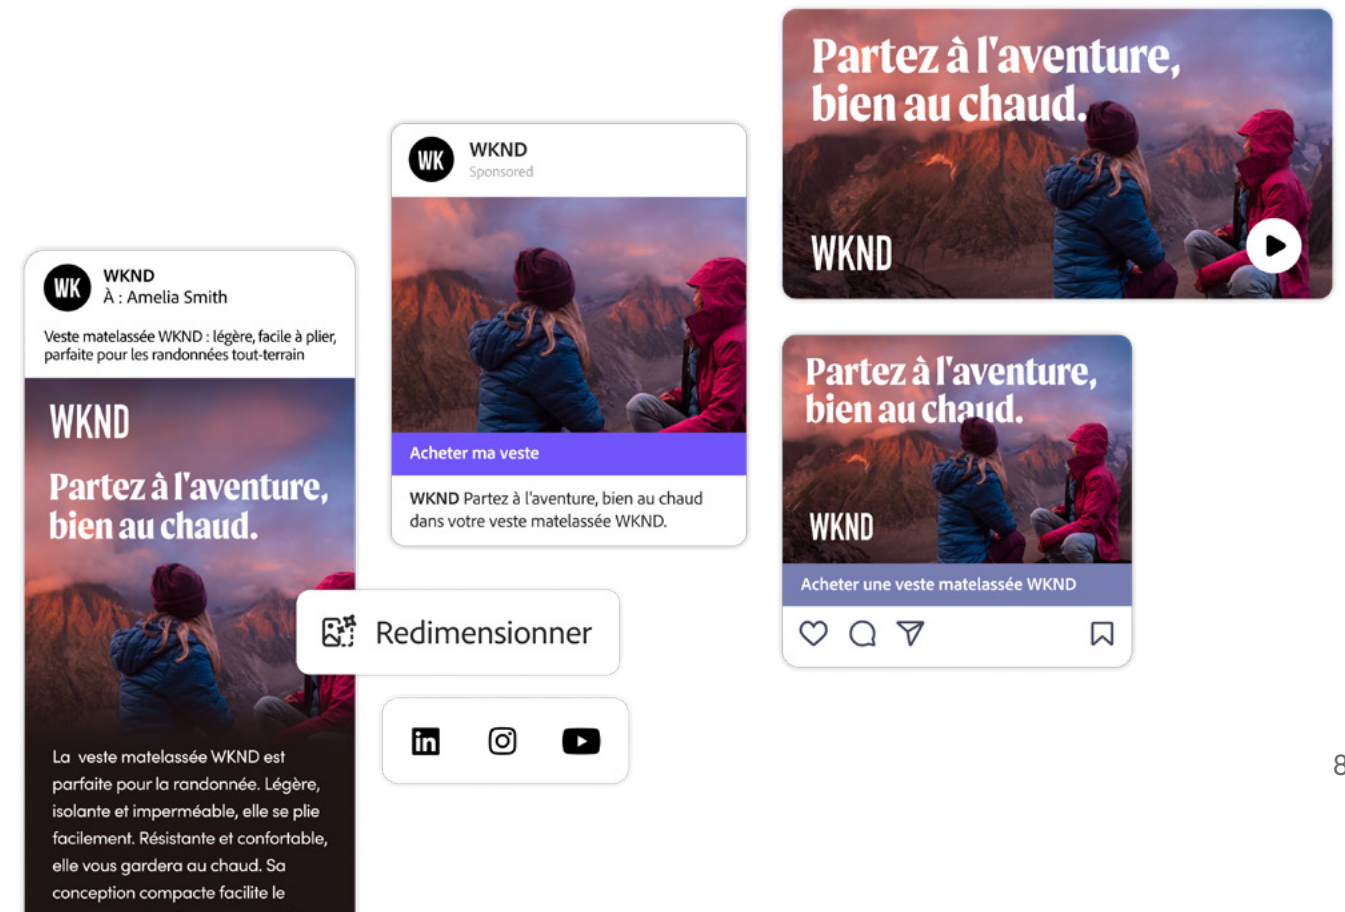 WK
WKND
À : Amelia Smith
Veste matelassée WKND : légère, facile à plier,
parfaite pour les randonnées tout-terrain
WKND
Partez à l'aventure,
bien au chaud.
La veste matelassée WKND est
parfaite pour la randonnée. Légère,
isolante et imperméable, elle se plie
facilement. Résistante et confortable,
elle vous gardera au chaud. Sa
conception compacte facilite le
WK
WKND
Sponsored
Acheter ma veste
WKND Partez à l'aventure, bien au chaud
dans votre veste matelassée WKND.
Redimensionner
in
Partez à l'aventure,
bien au chaud.
WKND
Partez à l'aventure,
bien au chaud.
WKND
Acheter une veste matelassée WKND
8